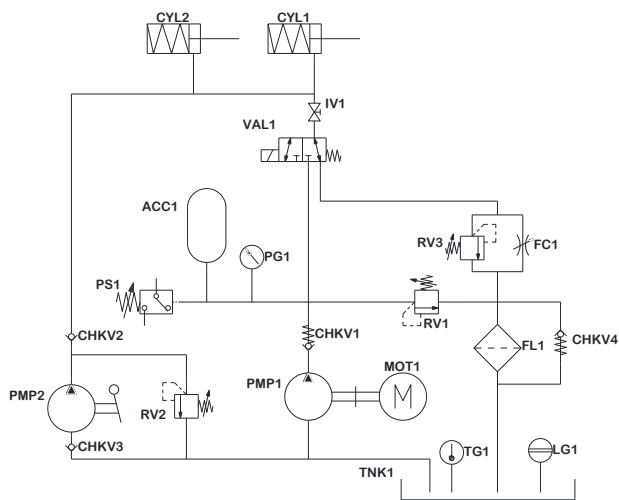 CYL2
CYL1
IV1
VAL1
ACC1
PG1
RV3
FC1
PS1
RV1
CHKV1
CHKV2
FL1
CHKV4
MOT1
M
PMP1
PMP2
RV2
CHKV3
TNK1
TG1
LG1